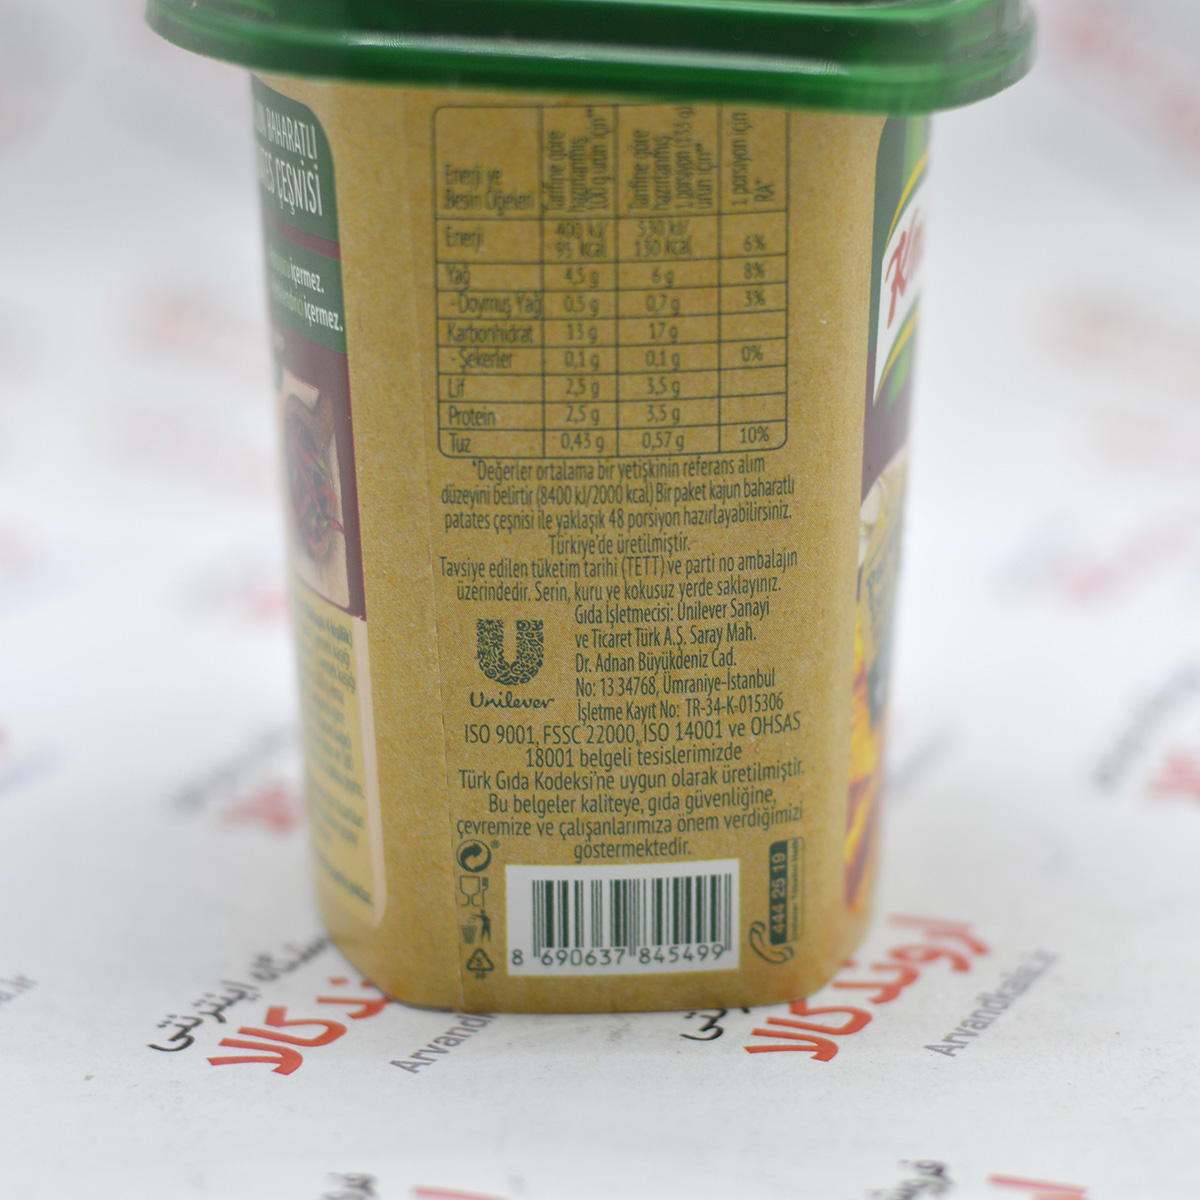 BAHARATLI
ÇEŞNİSİ
içermez.
içermez.
Enerji ve
Besin Öğeleri
Tarifine göre
hazırlanmış
100 g ürün için**
Tarifine göre
hazırlanmış
1 porsiyon (133 g)
ürün için**
1 porsiyon için
RA*
Enerji 400 kJ/ 530 kJ/
95 kcal 130 kcal 6%
Yağ 4,5 g 6 g 8%
-Doymuş Yağ 0,5 g 0,7 g 3%
Karbonhidrat 13 g 17 g
- Şekerler 0,1 g 0,1 g 0%
Lif 2,5 g 3,5 g
Protein 2,5 g 3,5 g
Tuz 0,43 g 0,57 g 10%
*Değerler ortalama bir yetişkinin referans alım
düzeyini belirtir (8400 kJ/2000 kcal) Bir paket kajun baharatlı
patates çeşnisi ile yaklaşık 48 porsiyon hazırlayabilirsiniz.
Türkiye'de üretilmiştir.
Tavsiye edilen tüketim tarihi (TETT) ve parti no ambalajın
üzerindedir. Serin, kuru ve kokusuz yerde saklayınız.
Gıda İşletmecisi: Unilever Sanayi
ve Ticaret Türk A.Ş. Saray Mah.
Dr. Adnan Büyükdeniz Cad.
No: 13 34768, Ümraniye-İstanbul
İşletme Kayıt No: TR-34-K-015306
Unilever
ISO 9001, FSSC 22000, ISO 14001 ve OHSAS
18001 belgeli tesislerimizde
Türk Gıda Kodeksi'ne uygun olarak üretilmiştir.
Bu belgeler kaliteye, gıda güvenliğine,
çevremize ve çalışanlarımıza önem verdiğimizi
göstermektedir.
444 25 19
5
8 690637 845499
اینترنتی
اروند کالا
Arvandkala.ir